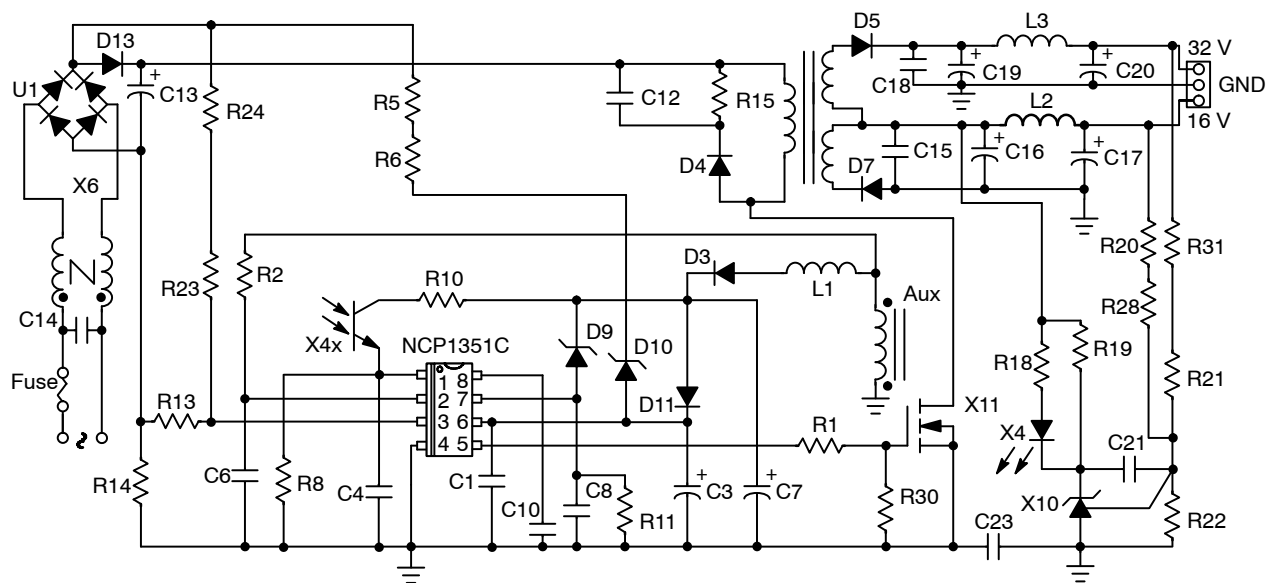 D13
D5
L3
32 V
U1
+
C13
R24
R5
C12
R15
C18
+
C19
+
C20
GND
L2
16 V
R6
D4
D7
C15
+
C16
+
C17
X6
R23
R2
R10
D3
L1
Aux
R20
R31
C14
X4x
NCP1351C
D9
D10
R28
R18
R19
Fuse
1
8
2
7
3
6
4
5
D11
R21
R13
R1
X11
X4
C21
R14
C6
R8
C4
C1
C10
C8
R11
+
C3
+
C7
R30
C23
X10
R22